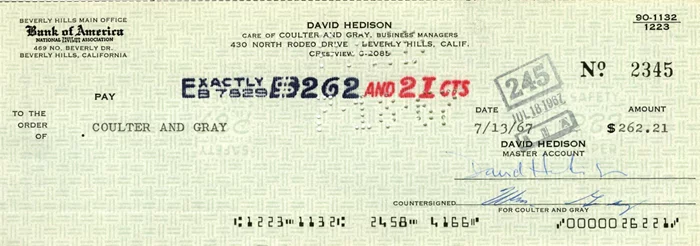 BEVERLY HILLS MAIN OFFICE
Bank of America
NATIONAL TRUST AND SAVINGS ASSOCIATION
469 NO. BEVERLY DR.
BEVERLY HILLS, CALIFORNIA
DAVID HEDISON
CARE OF COULTER AND GRAY, BUSINESS MANAGERS
430 NORTH RODEO DRIVE - BEVERLY HILLS, CALIF.
CRESTVIEW 6-2085
90-1132
1223
No 2345
PAY
EXACTLY
B 7829
262 AND 21 CTS
245
JUL 18 1967
TO THE
ORDER
OF
COULTER AND GRAY
DATE
7/13/67
AMOUNT
$262.21
DAVID HEDISON
MASTER ACCOUNT
David Hedison
COUNTERSIGNED
FOR COULTER AND GRAY
1223 1132 2458 4166 0000026221